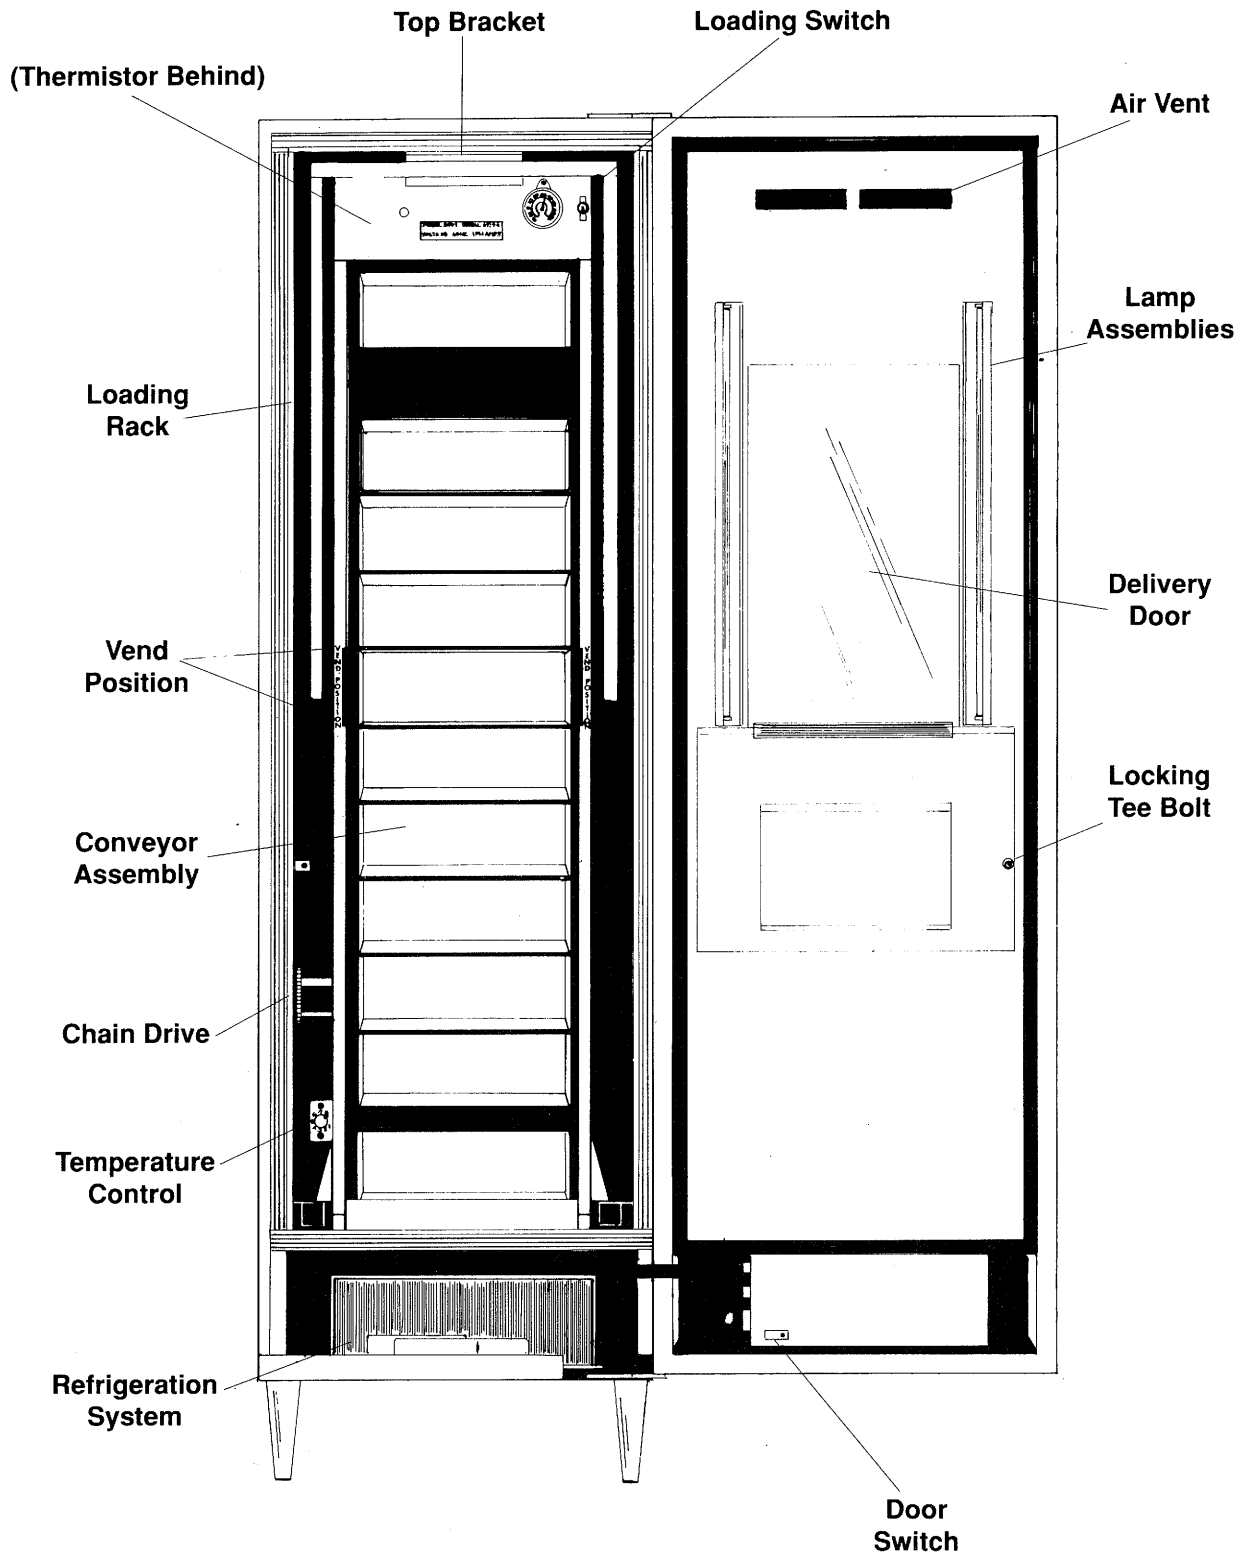 Top Bracket
Loading Switch
(Thermistor Behind)
Air Vent
Lamp
Assemblies
Loading
Rack
Delivery
Door
Vend
Position
VEND POSITION
VEND POSITION
Locking
Tee Bolt
Conveyor
Assembly
Chain Drive
Temperature
Control
Refrigeration
System
Door
Switch